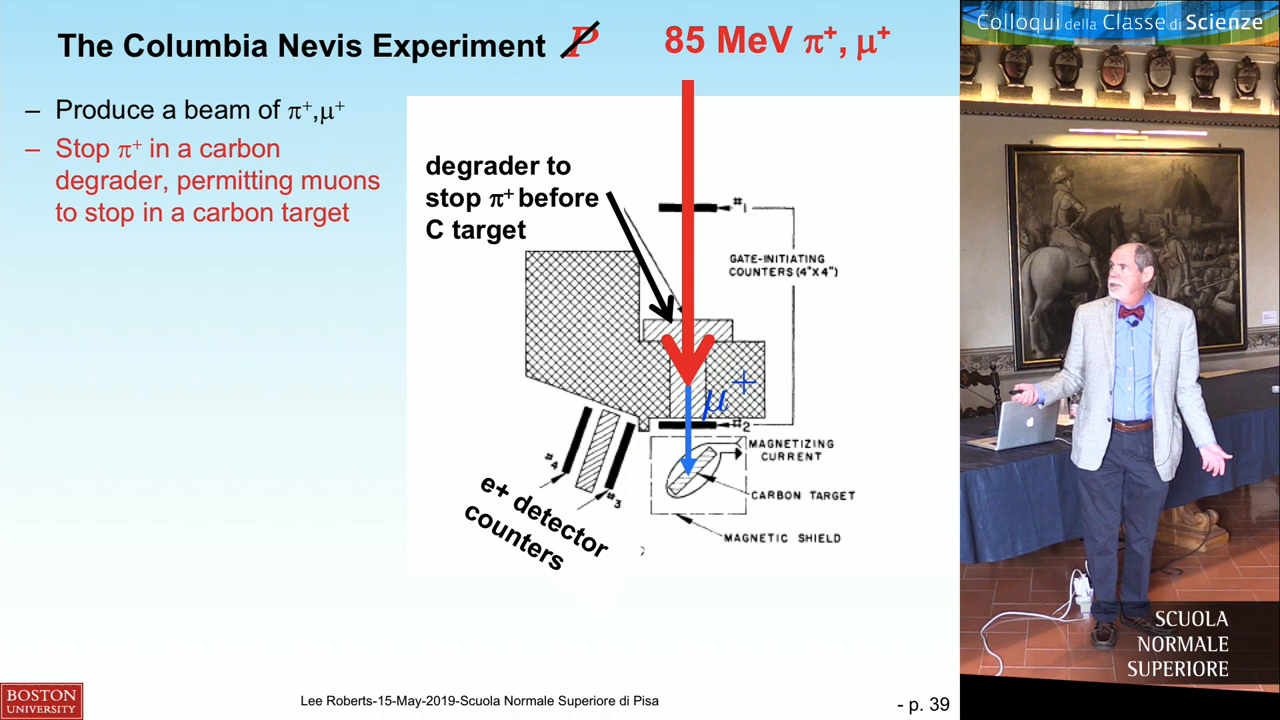 The Columbia Nevis Experiment P
85 MeV π⁺, μ⁺
– Produce a beam of π⁺,μ⁺
– Stop π⁺ in a carbon
degrader, permitting muons
to stop in a carbon target
degrader to
stop π⁺ before
C target
#1
GATE-INITIATING
COUNTERS (4"X4")
μ⁺
#2
MAGNETIZING
CURRENT
#4
#3
CARBON TARGET
e+ detector
counters
MAGNETIC SHIELD
BOSTON
UNIVERSITY
Lee Roberts-15-May-2019-Scuola Normale Superiore di Pisa
- p. 39
Colloqui della Classe di Scienze
SCUOLA
NORMALE
SUPERIORE